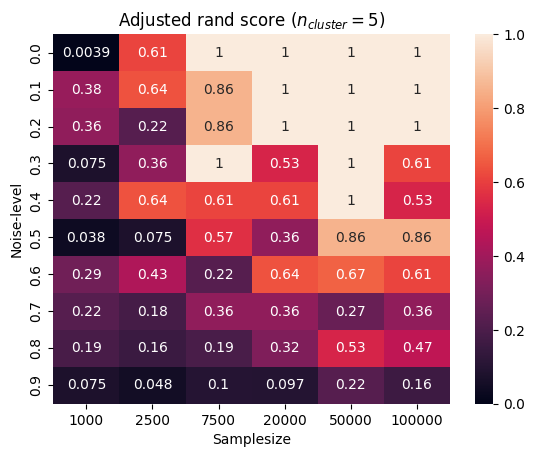 Adjusted rand score (n_cluster = 5)
0.0 0.0039 0.61 1 1 1 1
0.1 0.38 0.64 0.86 1 1 1
0.2 0.36 0.22 0.86 1 1 1
0.3 0.075 0.36 1 0.53 1 0.61
0.4 0.22 0.64 0.61 0.61 1 0.53
0.5 0.038 0.075 0.57 0.36 0.86 0.86
0.6 0.29 0.43 0.22 0.64 0.67 0.61
0.7 0.22 0.18 0.36 0.36 0.27 0.36
0.8 0.19 0.16 0.19 0.32 0.53 0.47
0.9 0.075 0.048 0.1 0.097 0.22 0.16
1000 2500 7500 20000 50000 100000
Samplesize
Noise-level
1.0
0.8
0.6
0.4
0.2
0.0